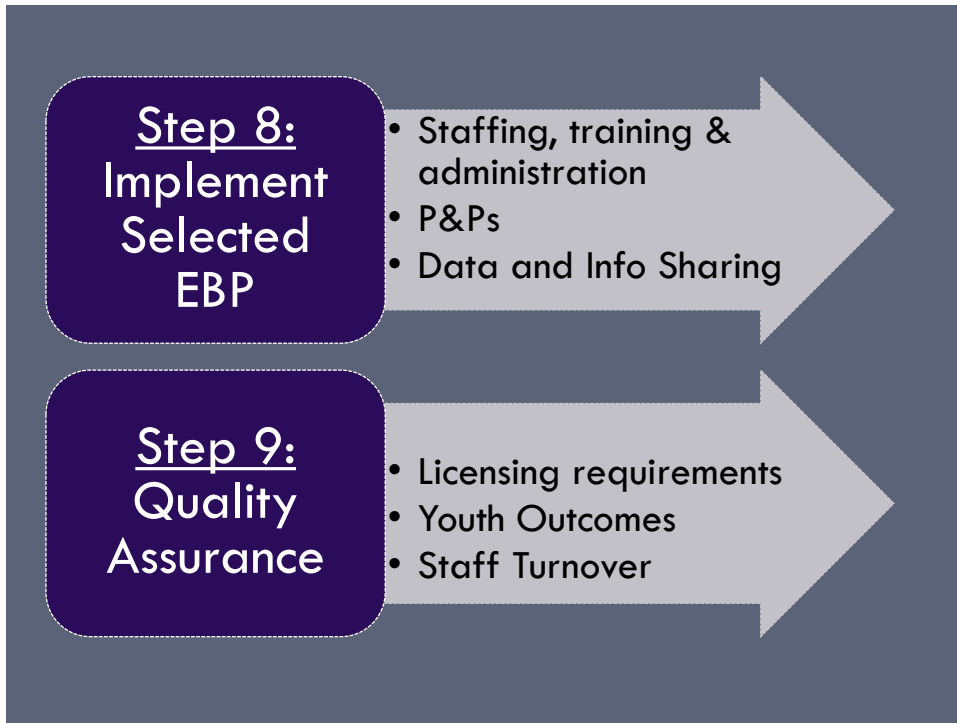 Step 8:
Implement
Selected
EBP
• Staffing, training &
administration
• P&Ps
• Data and Info Sharing
Step 9:
Quality
Assurance
• Licensing requirements
• Youth Outcomes
• Staff Turnover